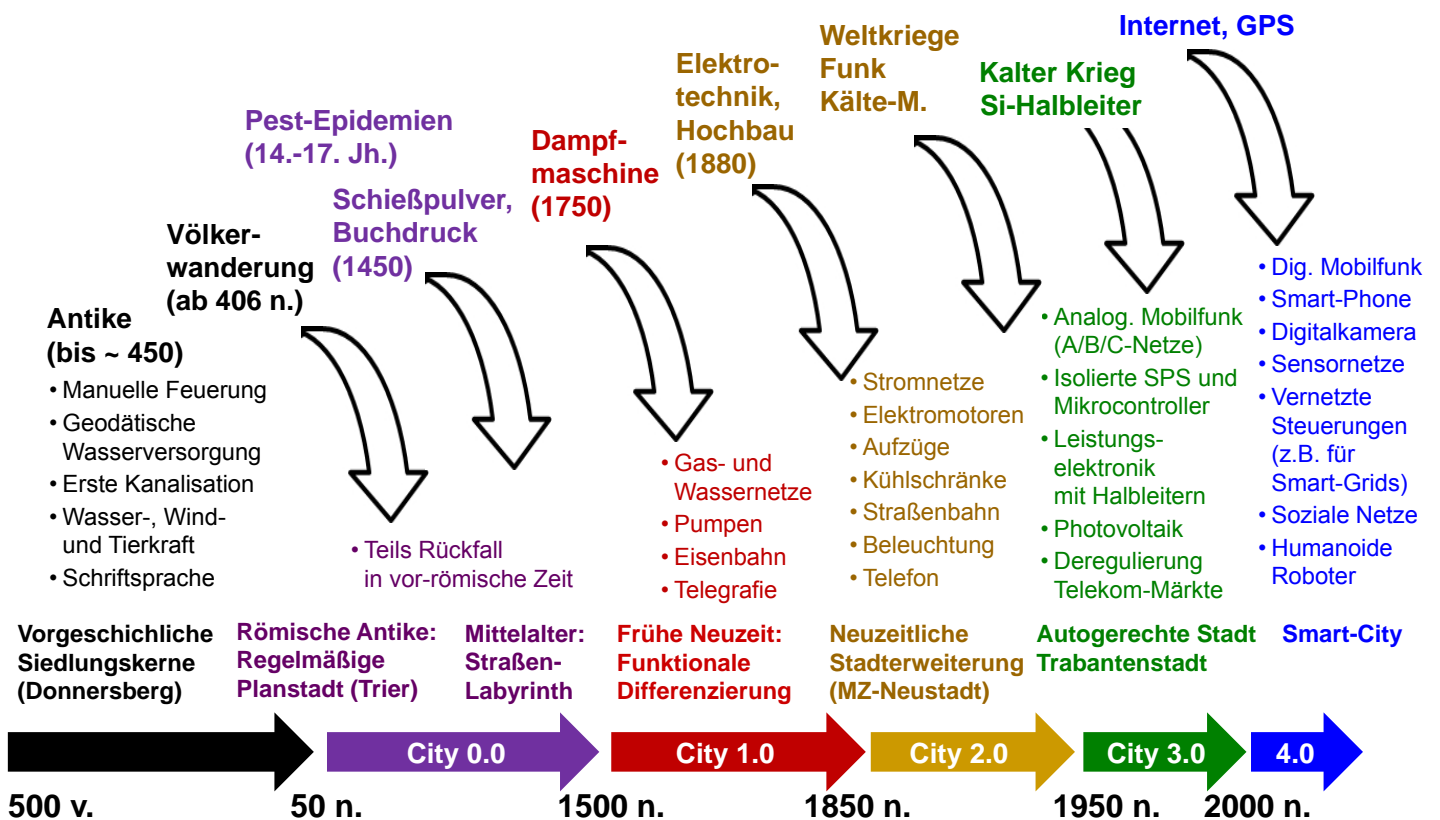 Internet, GPS
Weltkriege
Funk
Kälte-M.
Kalter Krieg
Si-Halbleiter
Elektro-
technik,
Hochbau
(1880)
Pest-Epidemien
(14.-17. Jh.)
Dampf-
maschine
(1750)
Schießpulver,
Buchdruck
(1450)
Völker-
wanderung
(ab 406 n.)
Antike
(bis ~ 450)
• Manuelle Feuerung
• Geodätische
Wasserversorgung
• Erste Kanalisation
• Wasser-, Wind-
und Tierkraft
• Schriftsprache
• Teils Rückfall
in vor-römische Zeit
• Gas- und
Wassernetze
• Pumpen
• Eisenbahn
• Telegrafie
• Stromnetze
• Elektromotoren
• Aufzüge
• Kühlschränke
• Straßenbahn
• Beleuchtung
• Telefon
• Analog. Mobilfunk
(A/B/C-Netze)
• Isolierte SPS und
Mikrocontroller
• Leistungs-
elektronik
mit Halbleitern
• Photovoltaik
• Deregulierung
Telekom-Märkte
• Dig. Mobilfunk
• Smart-Phone
• Digitalkamera
• Sensornetze
• Vernetzte
Steuerungen
(z.B. für
Smart-Grids)
• Soziale Netze
• Humanoide
Roboter
Vorgeschichliche
Siedlungskerne
(Donnersberg)
Römische Antike:
Regelmäßige
Planstadt (Trier)
Mittelalter:
Straßen-
Labyrinth
Frühe Neuzeit:
Funktionale
Differenzierung
Neuzeitliche
Stadterweiterung
(MZ-Neustadt)
Autogerechte Stadt
Trabantenstadt
Smart-City
City 0.0
City 1.0
City 2.0
City 3.0
4.0
500 v.
50 n.
1500 n.
1850 n.
1950 n.
2000 n.